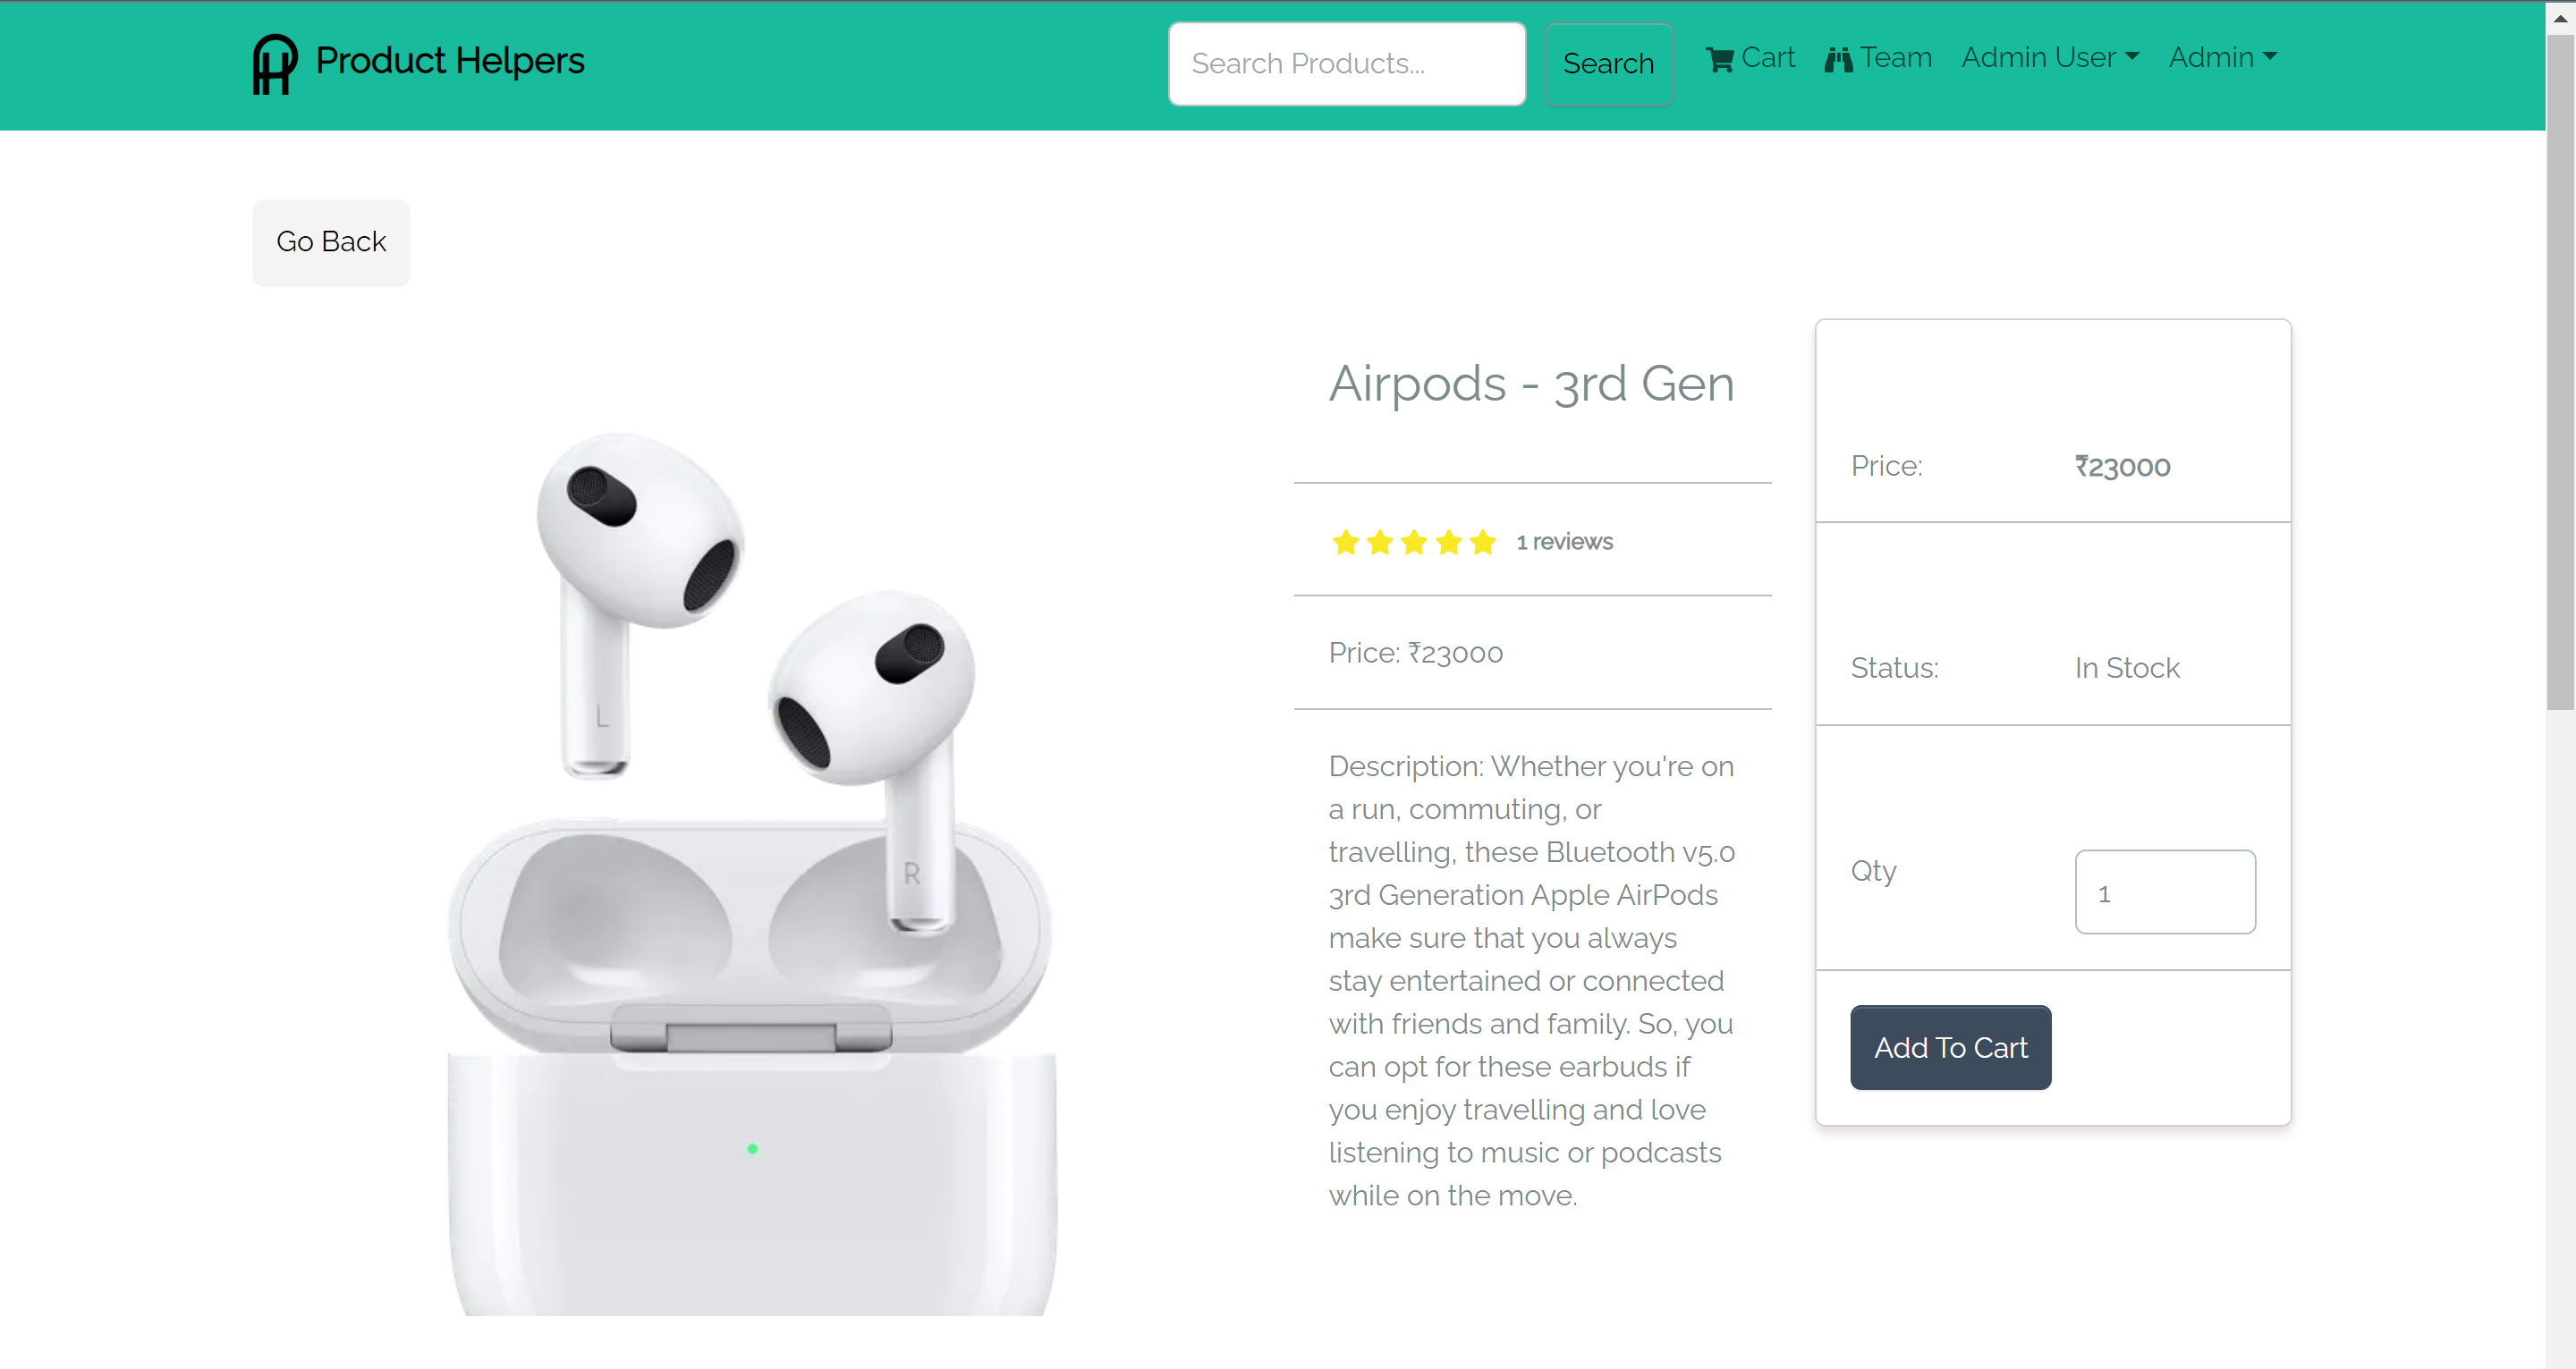 Product Helpers
Search Products...
Search
Cart
Team
Admin User
Admin
Go Back
Airpods - 3rd Gen
1 reviews
Price: ₹23000
Description: Whether you're on
a run, commuting, or
travelling, these Bluetooth v5.0
3rd Generation Apple AirPods
make sure that you always
stay entertained or connected
with friends and family. So, you
can opt for these earbuds if
you enjoy travelling and love
listening to music or podcasts
while on the move.
Price: ₹23000
Status: In Stock
Qty 1
Add To Cart
L
R